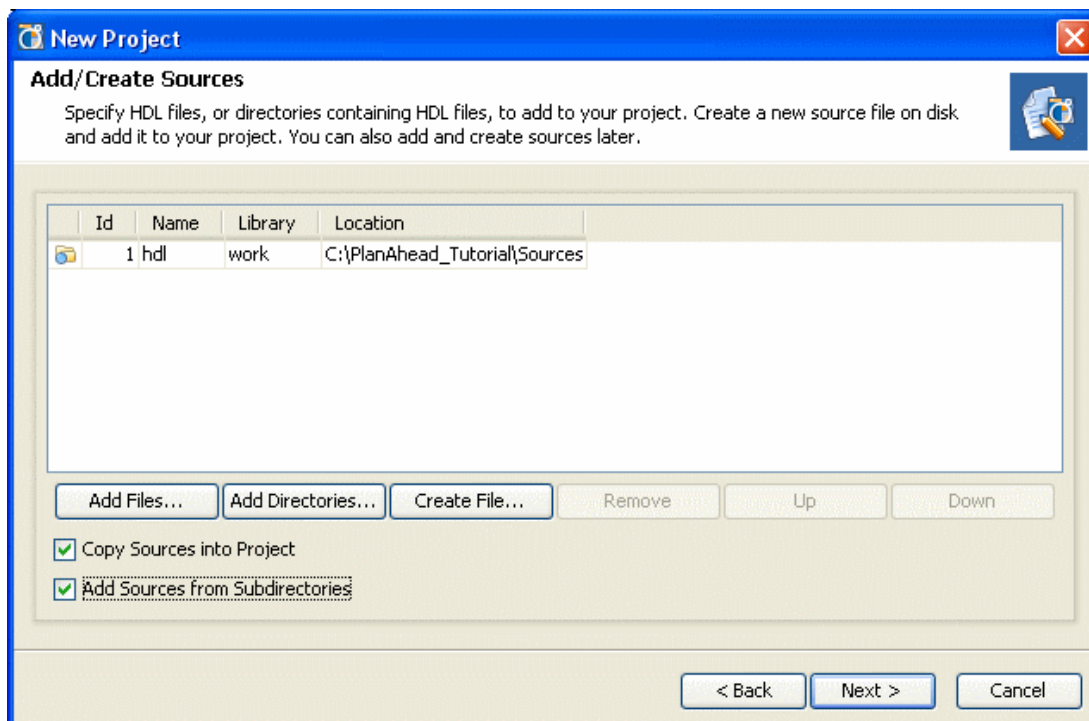 New Project
Add/Create Sources
Specify HDL files, or directories containing HDL files, to add to your project. Create a new source file on disk
and add it to your project. You can also add and create sources later.
Id Name Library Location
1 hdl work C:\PlanAhead_Tutorial\Sources
Add Files... Add Directories... Create File... Remove Up Down
Copy Sources into Project
Add Sources from Subdirectories
< Back Next > Cancel